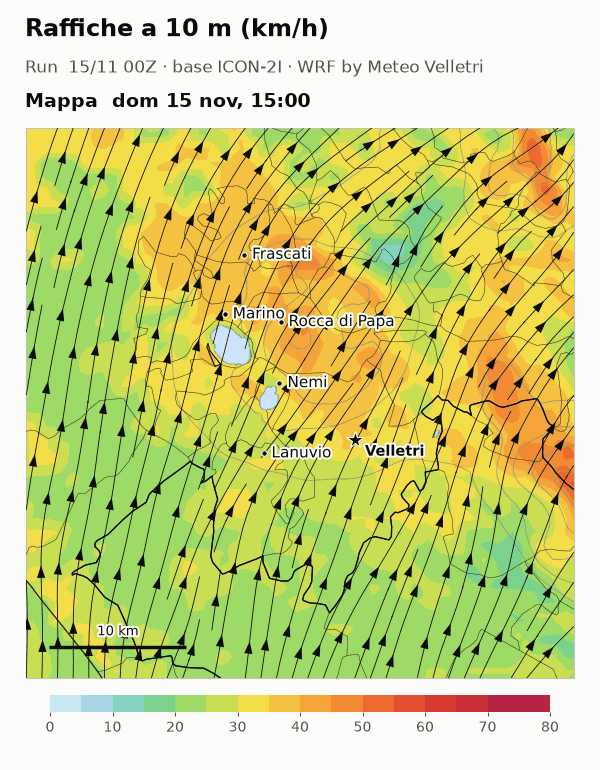 Raffiche a 10 m (km/h)
Run 15/11 00Z · base ICON-2I · WRF by Meteo Velletri
Mappa dom 15 nov, 15:00
Frascati
Marino
Rocca di Papa
Nemi
Velletri
Lanuvio
10 km
0 10 20 30 40 50 60 70 80